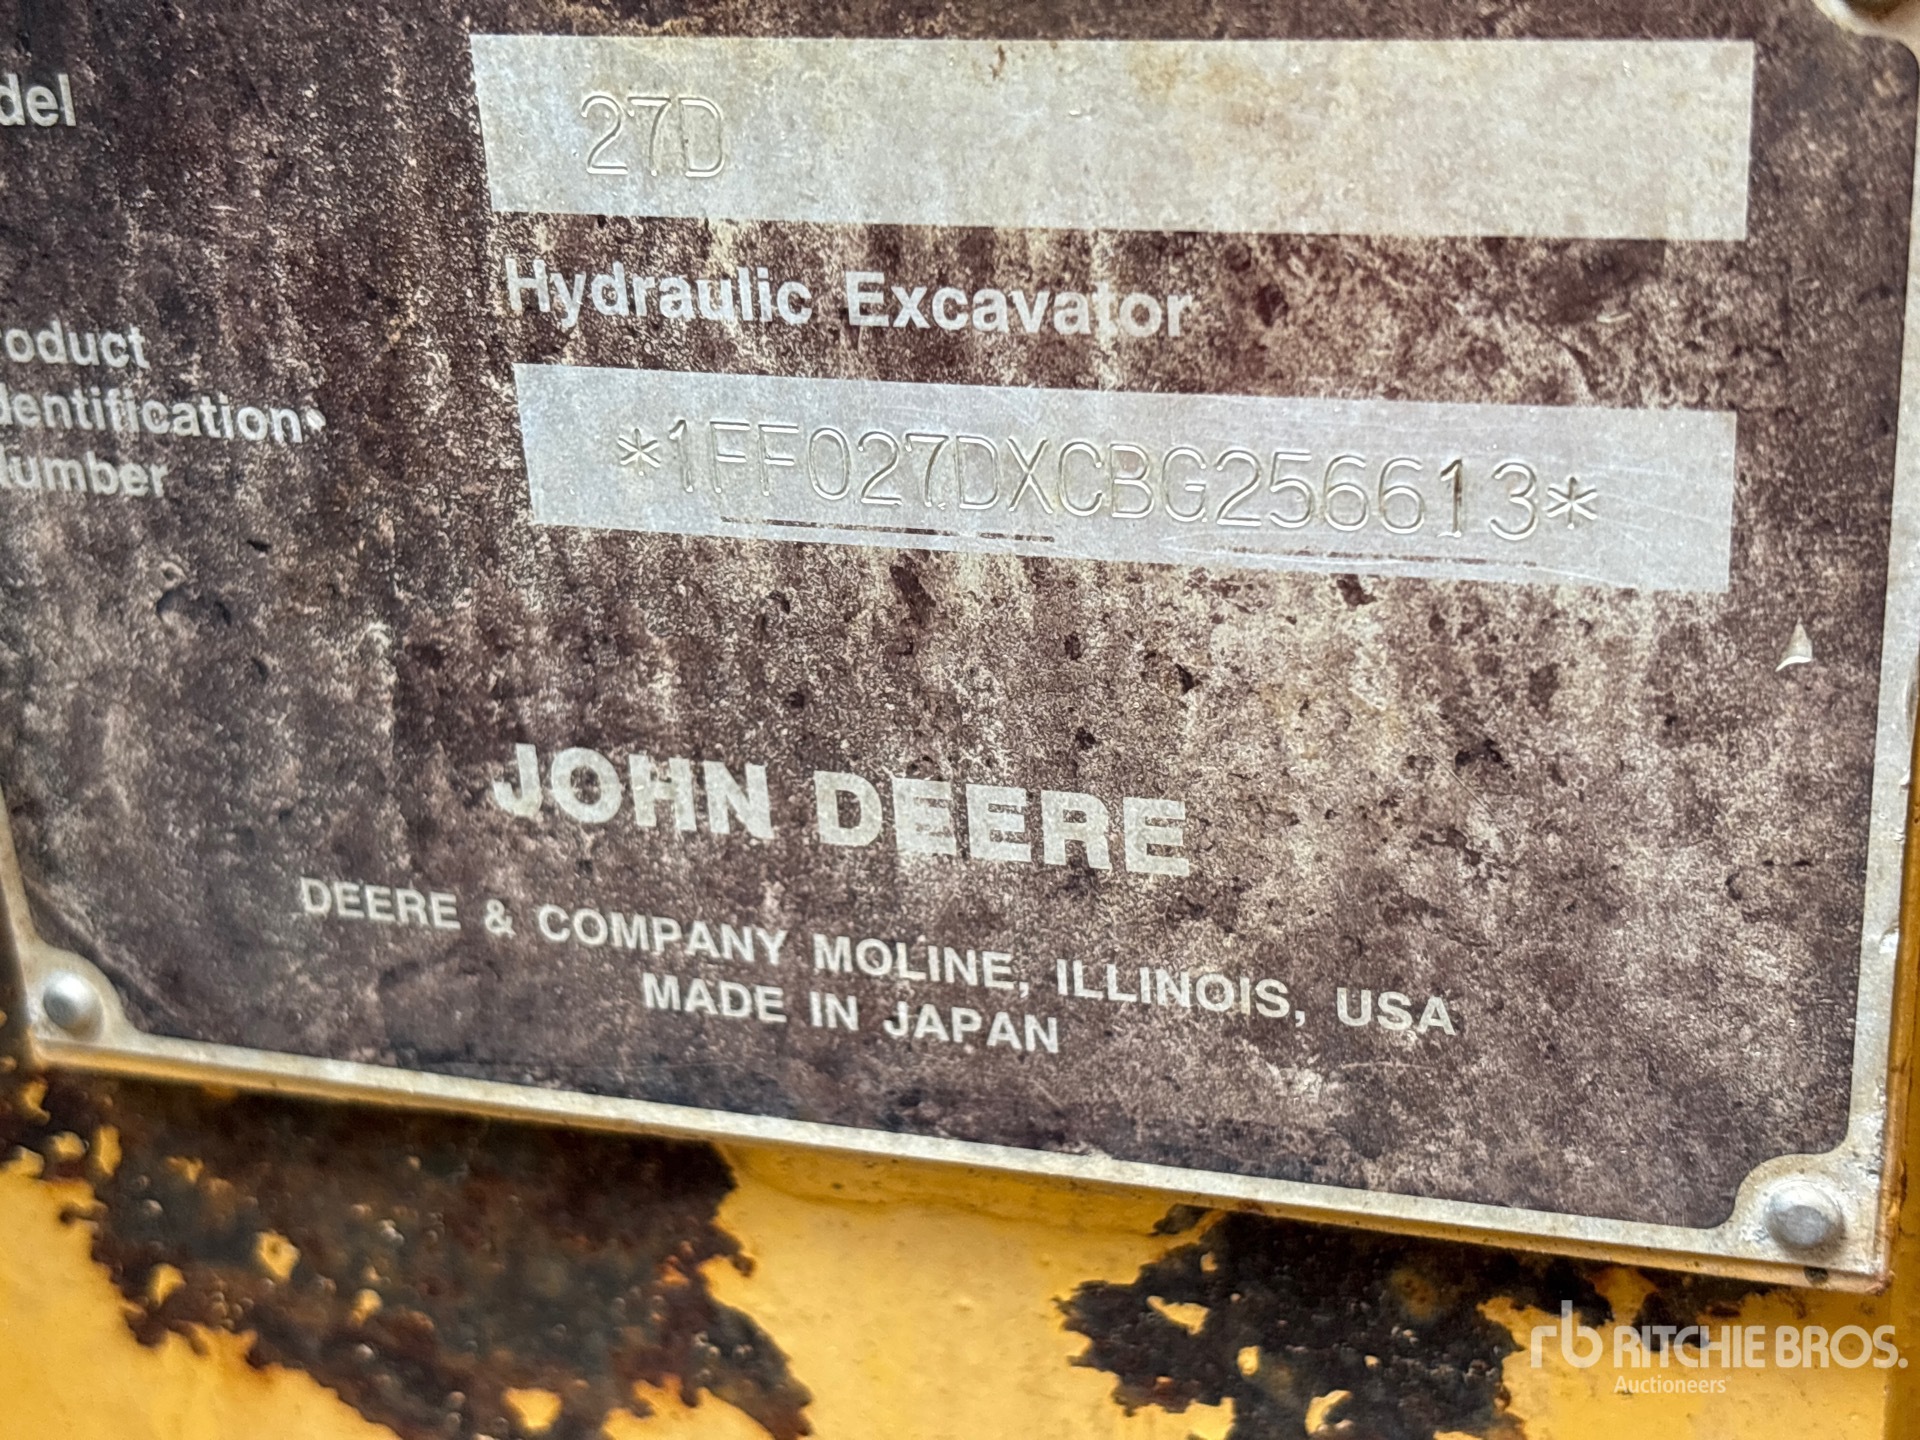 del
27D
Hydraulic Excavator
roduct
dentification
umber
*1FF027DXCBG256613*
JOHN DEERE
DEERE & COMPANY MOLINE, ILLINOIS, USA
MADE IN JAPAN
rb RITCHIE BROS.
Auctioneers